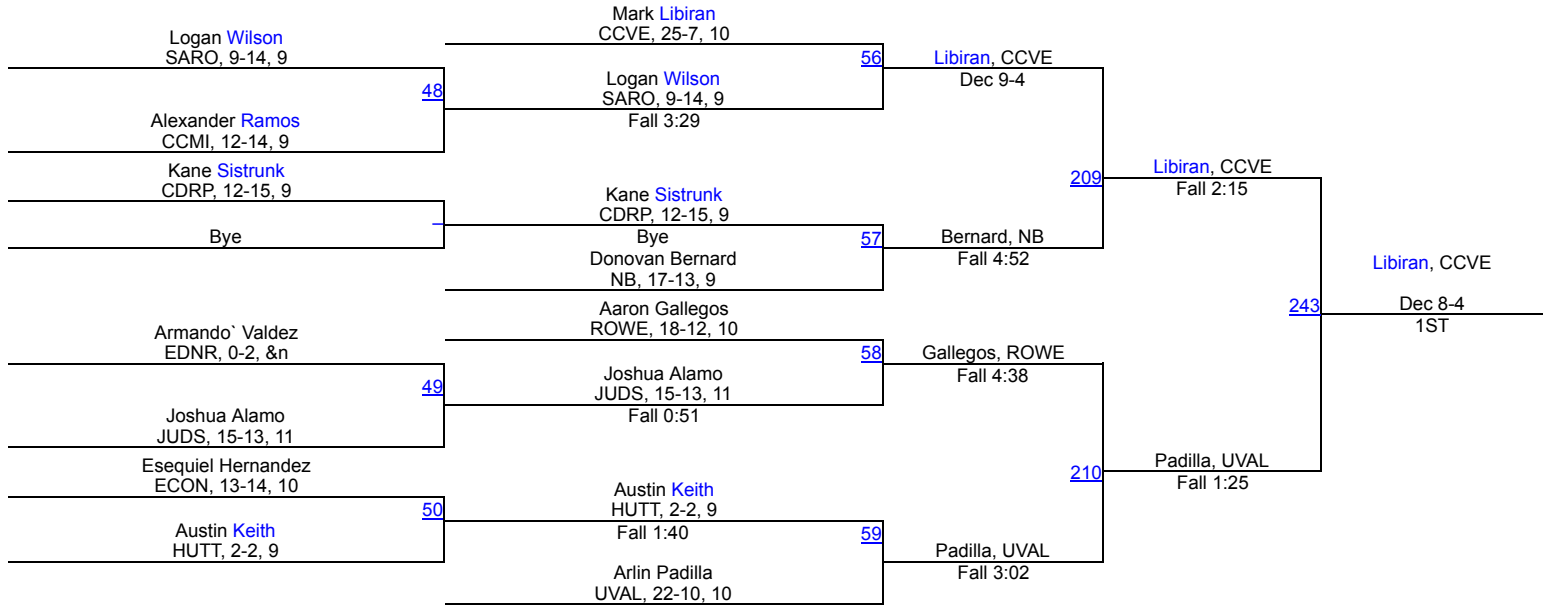 Logan Wilson
SARO, 9-14, 9
48
Alexander Ramos
CCMI, 12-14, 9
Kane Sistrunk
CDRP, 12-15, 9
Bye
Armando` Valdez
EDNR, 0-2, &n
49
Joshua Alamo
JUDS, 15-13, 11
Esequiel Hernandez
ECON, 13-14, 10
50
Austin Keith
HUTT, 2-2, 9
Mark Libiran
CCVE, 25-7, 10
56
Logan Wilson
SARO, 9-14, 9
Fall 3:29
Kane Sistrunk
CDRP, 12-15, 9
Bye
57
Donovan Bernard
NB, 17-13, 9
Aaron Gallegos
ROWE, 18-12, 10
58
Joshua Alamo
JUDS, 15-13, 11
Fall 0:51
Austin Keith
HUTT, 2-2, 9
Fall 1:40
59
Arlin Padilla
UVAL, 22-10, 10
Libiran, CCVE
Dec 9-4
209
Bernard, NB
Fall 4:52
Gallegos, ROWE
Fall 4:38
210
Padilla, UVAL
Fall 3:02
Libiran, CCVE
Fall 2:15
243
Padilla, UVAL
Fall 1:25
Libiran, CCVE
Dec 8-4
1ST